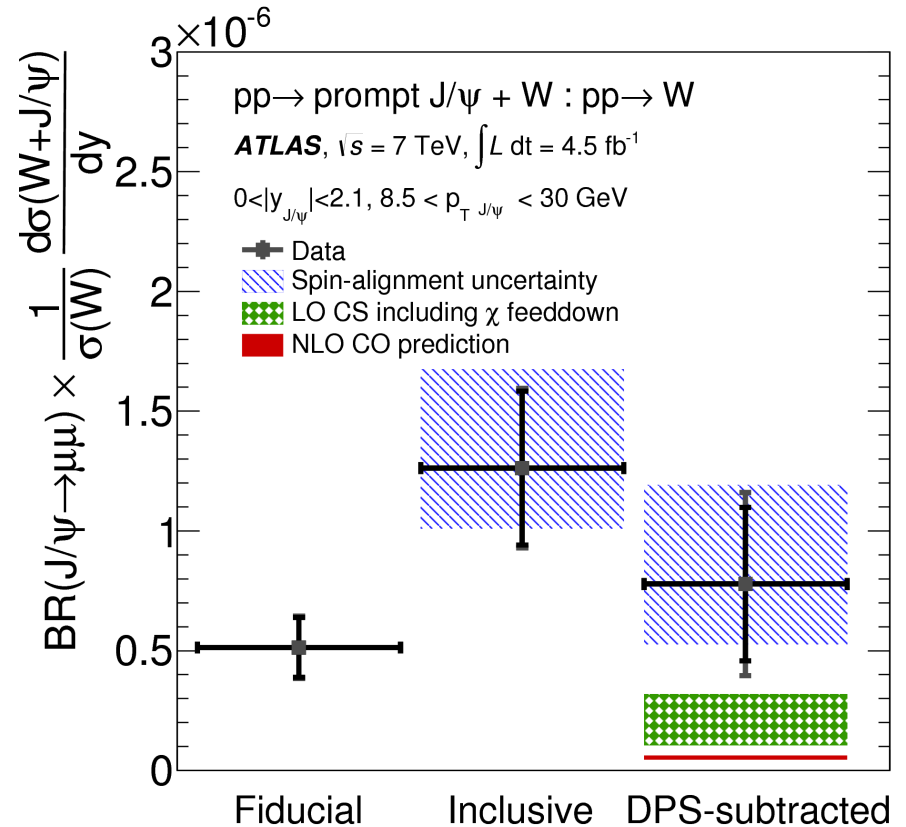 ×10⁻⁶
BR(J/ψ→μμ) × 1/σ(W) dσ(W+J/ψ)/dy
3
2.5
2
1.5
1
0.5
0
pp→ prompt J/ψ + W : pp→ W
ATLAS, √s = 7 TeV, ∫L dt = 4.5 fb⁻¹
0<|y_J/ψ|<2.1, 8.5 < p_T J/ψ < 30 GeV
Data
Spin-alignment uncertainty
LO CS including χ feeddown
NLO CO prediction
Fiducial Inclusive DPS-subtracted